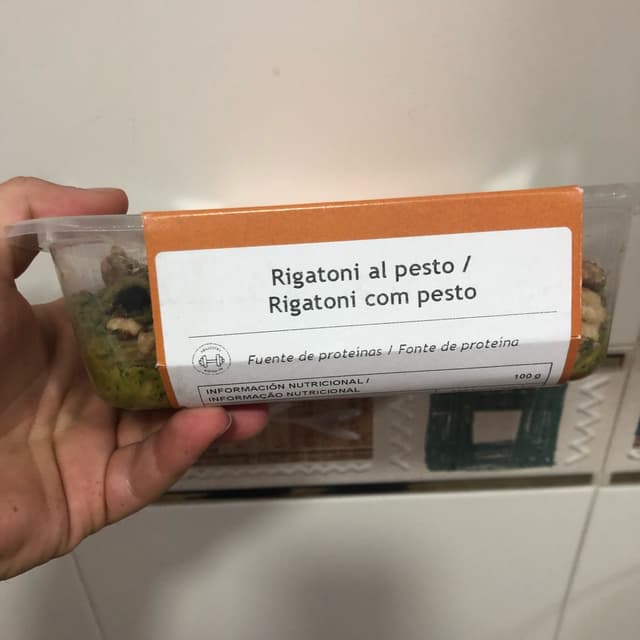 Rigatoni al pesto /
Rigatoni com pesto
Fuente de proteínas / Fonte de proteína
INFORMACIÓN NUTRICIONAL / 100 g
INFORMAÇÃO NUTRICIONAL